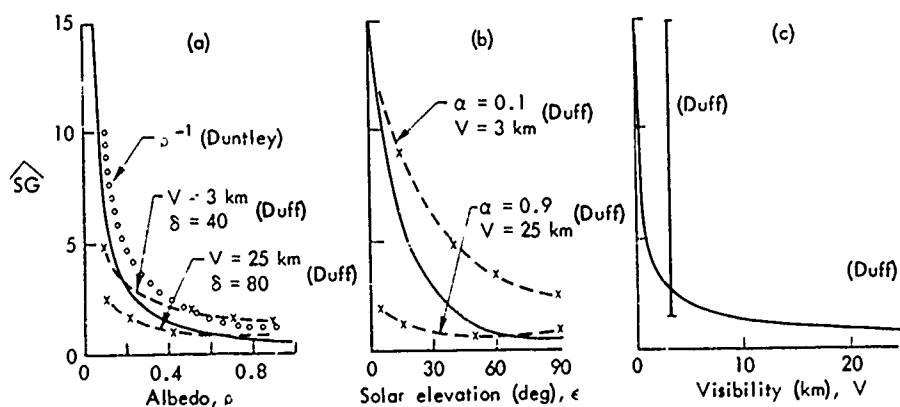 (a)
(b)
(c)
15
10
5
0
SG
ρ⁻¹ (Duntley)
V - 3 km
δ = 40
(Duff)
V = 25 km
δ = 80
(Duff)
0
0.4
0.8
Albedo, ρ
α = 0.1
V = 3 km
(Duff)
α = 0.9
V = 25 km
(Duff)
0
30
60
90
Solar elevation (deg), ϵ
(Duff)
(Duff)
0
10
20
Visibility (km), V